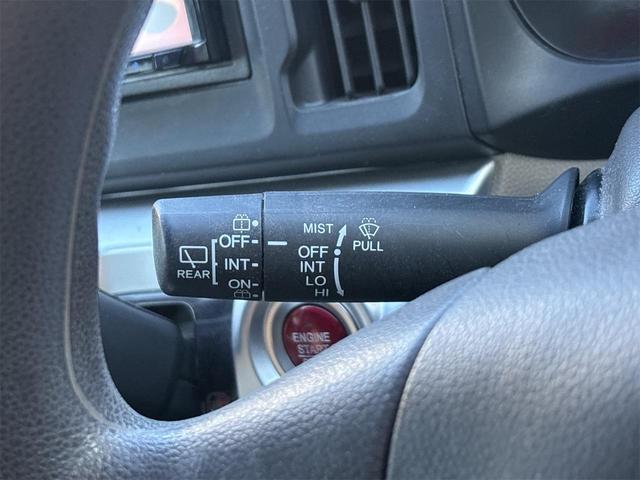 REAR
OFF
INT
ON
MIST
OFF
INT
LO
HI
PULL
ENGINE
START